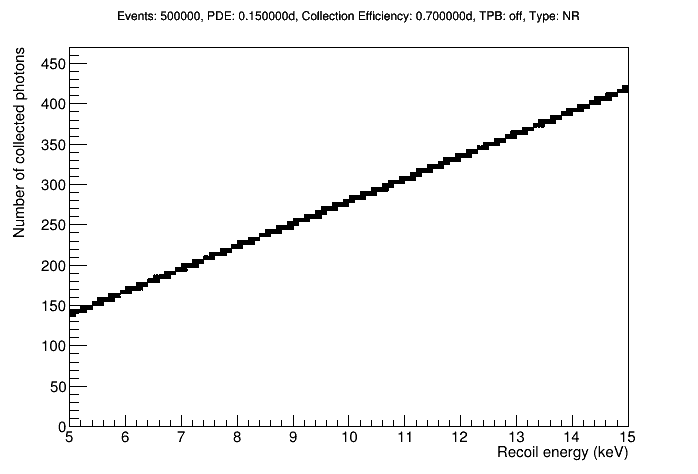 Events: 500000, PDE: 0.150000d, Collection Efficiency: 0.700000d, TPB: off, Type: NR
Number of collected photons
450
400
350
300
250
200
150
100
50
0
5 6 7 8 9 10 11 12 13 14 15
Recoil energy (keV)